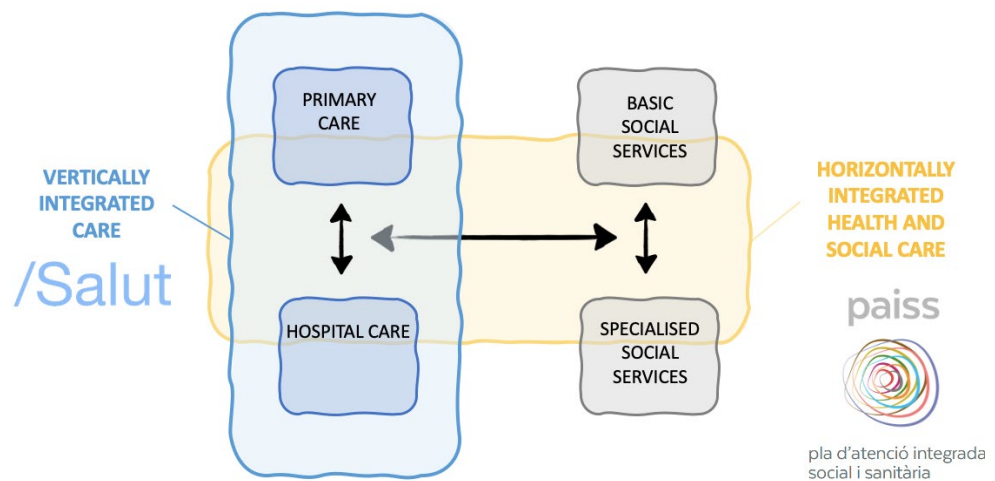 PRIMARY
CARE
BASIC
SOCIAL
SERVICES
VERTICALLY
INTEGRATED
CARE
/Salut
HORIZONTALLY
INTEGRATED
HEALTH AND
SOCIAL CARE
HOSPITAL CARE
SPECIALISED
SOCIAL
SERVICES
paiss
pla d'atenció integrada
social i sanitària